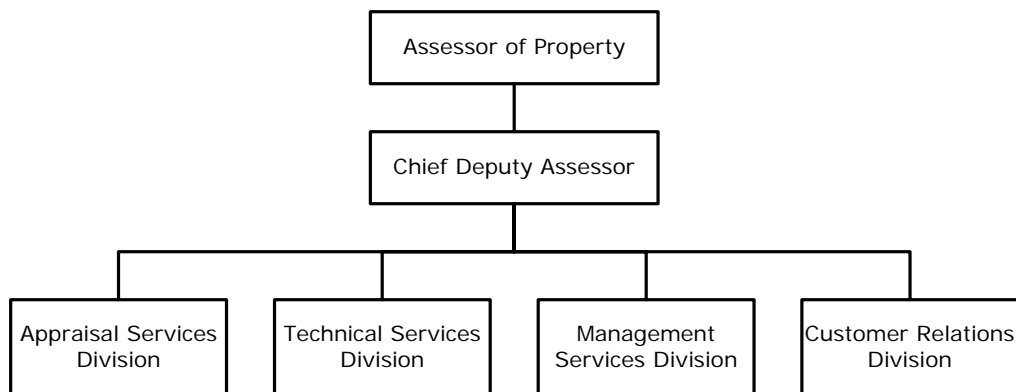 Assessor of Property
Chief Deputy Assessor
Appraisal Services
Division
Technical Services
Division
Management
Services Division
Customer Relations
Division